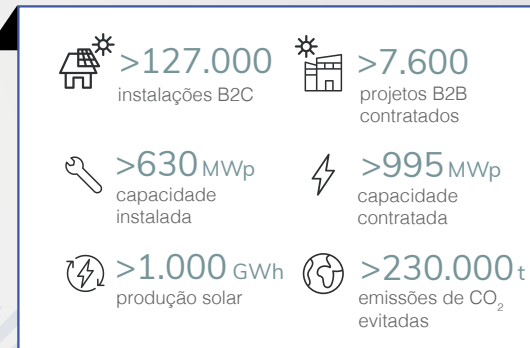 >127.000
instalações B2C
>7.600
projetos B2B
contratados
>630 MWp
capacidade
instalada
>995 MWp
capacidade
contratada
>1.000 GWh
produção solar
>230.000 t
emissões de CO₂
evitadas